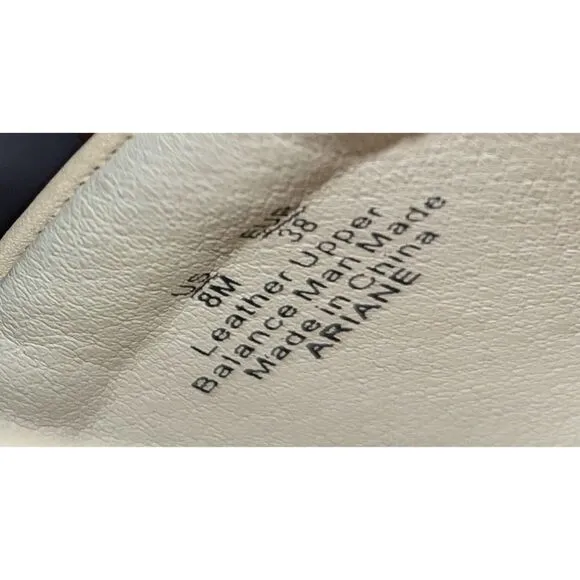 US EUR
8M 38
Leather Upper
Balance Man Made
Made in China
ARIANE